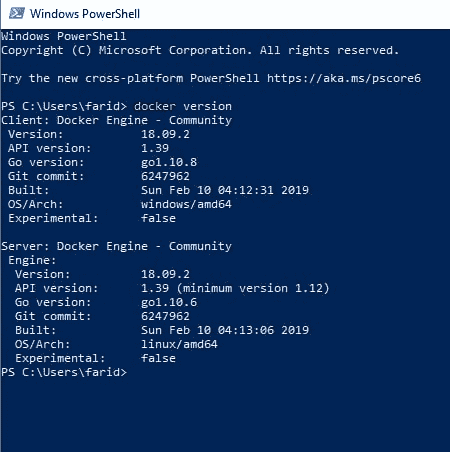 Windows PowerShell
Windows PowerShell
Copyright (C) Microsoft Corporation. All rights reserved.
Try the new cross-platform PowerShell https://aka.ms/pscore6
PS C:\Users\farid> docker version
Client: Docker Engine - Community
 Version:           18.09.2
 API version:       1.39
 Go version:        go1.10.8
 Git commit:        6247962
 Built:             Sun Feb 10 04:12:31 2019
 OS/Arch:           windows/amd64
 Experimental:      false
Server: Docker Engine - Community
 Engine:
  Version:          18.09.2
  API version:      1.39 (minimum version 1.12)
  Go version:       go1.10.6
  Git commit:       6247962
  Built:            Sun Feb 10 04:13:06 2019
  OS/Arch:          linux/amd64
  Experimental:     false
PS C:\Users\farid>